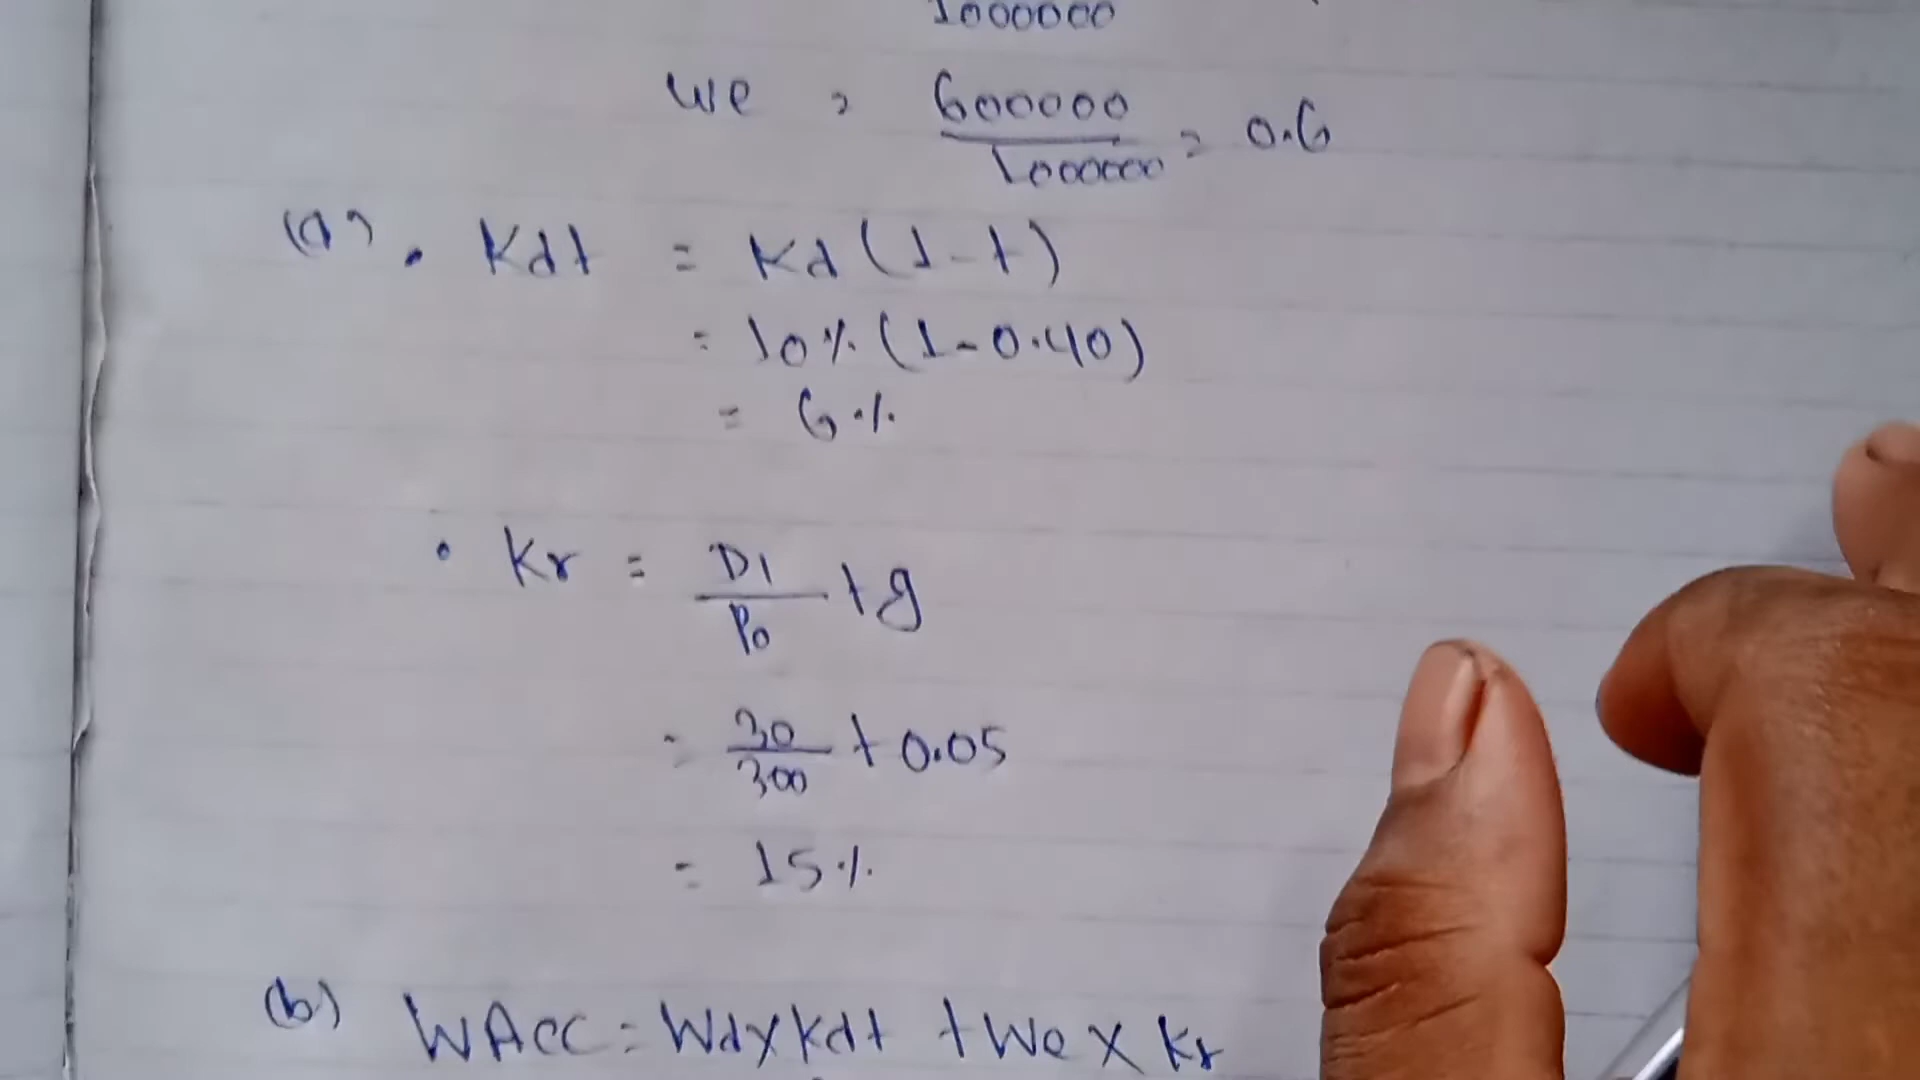 1000000
We = 600000 / 1000000 = 0.6
(a) . Kdt = Kd (1-t)
= 10% (1-0.40)
= 6%
. Kr = D1 / P0 + g
= 30 / 300 + 0.05
= 15%
(b) WACC = Wd x Kdt + We x Kr